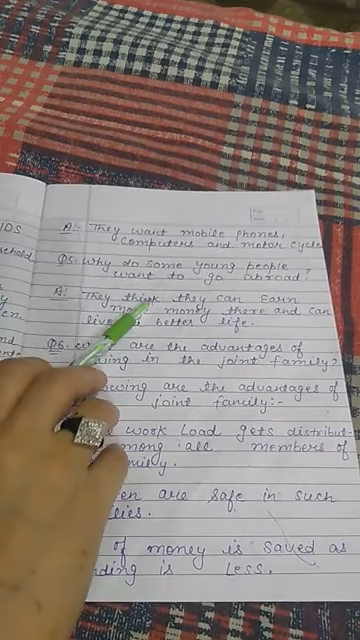 A:- They want mobile phones,
computers and motor cycle
Q5. Why do some young people
want to go abroad?
A:- They think they can earn
more money there and can
live a better life.
Q6. are the advantages of
in the joint family?
are the advantages of
joint family:-
work load gets distribut-
among all members of
family.
are safe in such
of money is saved as
is less.
IDS